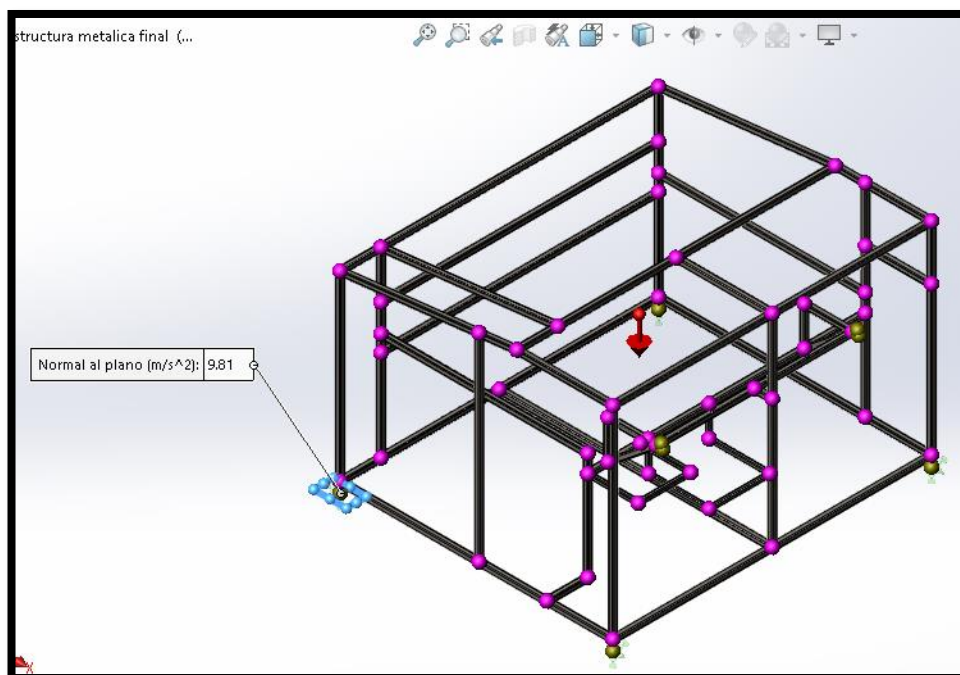 structura metalica final (...
Normal al plano (m/s^2): 9.81
X